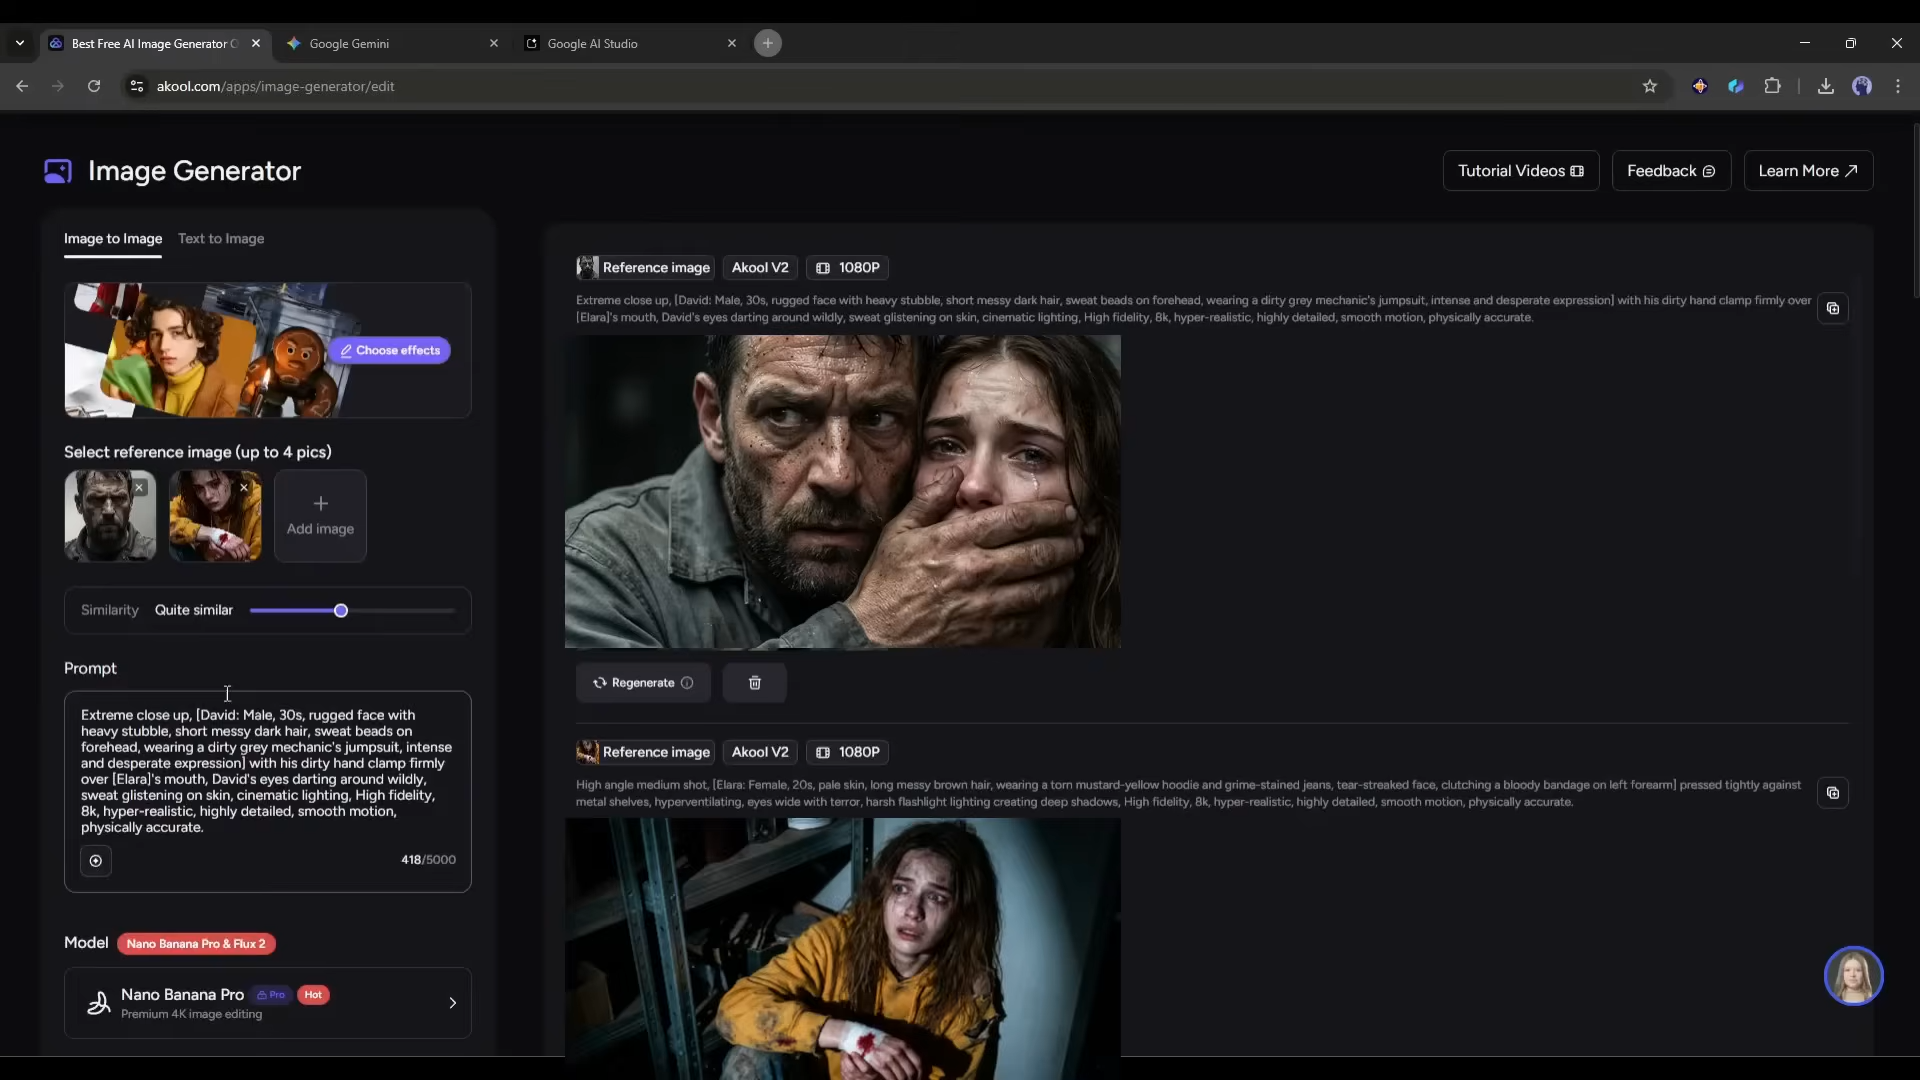 Best Free AI Image Generator O
Google Gemini
Google AI Studio
akool.com/apps/image-generator/edit
Image Generator
Tutorial Videos
Feedback
Learn More
Image to Image
Text to Image
Choose effects
Select reference image (up to 4 pics)
Add image
Similarity
Quite similar
Prompt
Extreme close up, [David: Male, 30s, rugged face with
heavy stubble, short messy dark hair, sweat beads on
forehead, wearing a dirty grey mechanic's jumpsuit, intense
and desperate expression] with his dirty hand clamp firmly
over [Elara]'s mouth, David's eyes darting around wildly,
sweat glistening on skin, cinematic lighting, High fidelity,
8k, hyper-realistic, highly detailed, smooth motion,
physically accurate.
418/5000
Model
Nano Banana Pro & Flux 2
Nano Banana Pro
Pro
Hot
Premium 4K image editing
Reference image
Akool V2
1080P
Extreme close up, [David: Male, 30s, rugged face with heavy stubble, short messy dark hair, sweat beads on forehead, wearing a dirty grey mechanic's jumpsuit, intense and desperate expression] with his dirty hand clamp firmly over
[Elara]'s mouth, David's eyes darting around wildly, sweat glistening on skin, cinematic lighting, High fidelity, 8k, hyper-realistic, highly detailed, smooth motion, physically accurate.
Regenerate
Reference image
Akool V2
1080P
High angle medium shot, [Elara: Female, 20s, pale skin, long messy brown hair, wearing a torn mustard-yellow hoodie and grime-stained jeans, tear-streaked face, clutching a bloody bandage on left forearm] pressed tightly against
metal shelves, hyperventilating, eyes wide with terror, harsh flashlight lighting creating deep shadows, High fidelity, 8k, hyper-realistic, highly detailed, smooth motion, physically accurate.